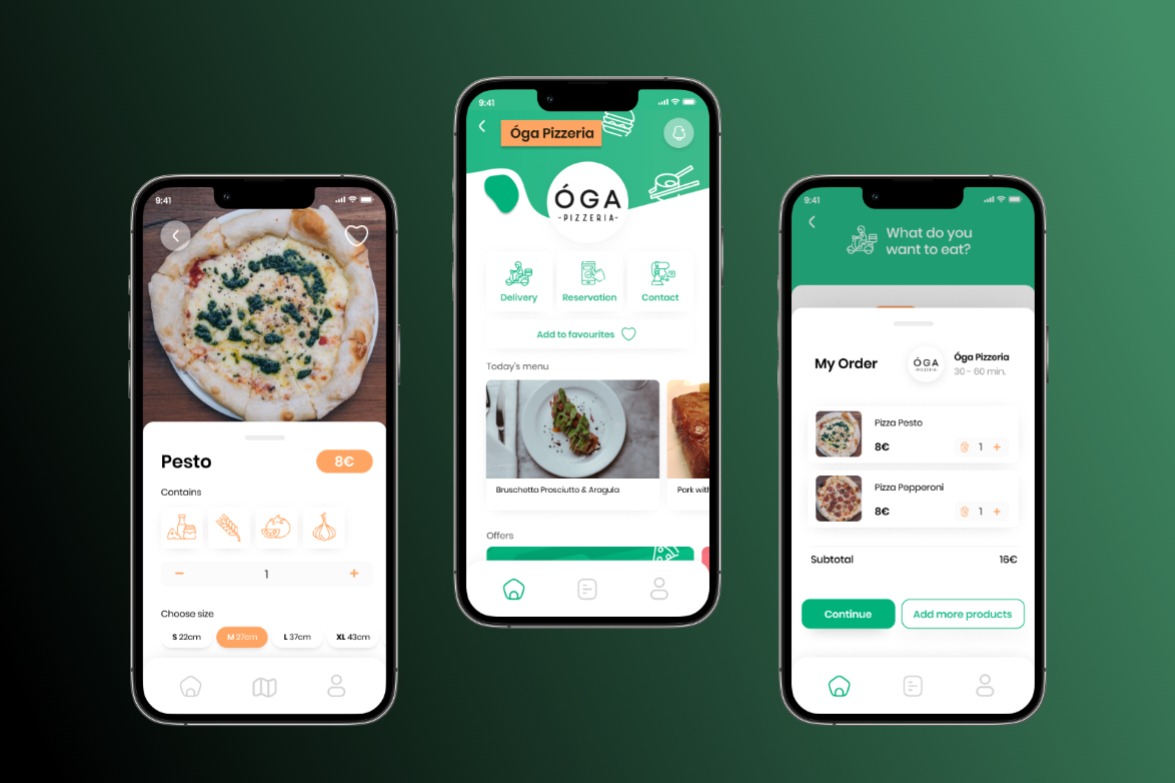 9:41
Pesto
8€
Contains
1
Choose size
S 22cm
M 27cm
L 37cm
XL 43cm
9:41
Óga Pizzeria
ÓGA
-PIZZERIA-
Delivery
Reservation
Contact
Add to favourites
Today's menu
Bruschetta Prosciutto & Aragula
Pork with
Offers
9:41
What do you
want to eat?
My Order
ÓGA
-PIZZERIA-
Óga Pizzeria
30 - 60 min.
Pizza Pesto
8€
1
Pizza Pepperoni
8€
1
Subtotal
16€
Continue
Add more products